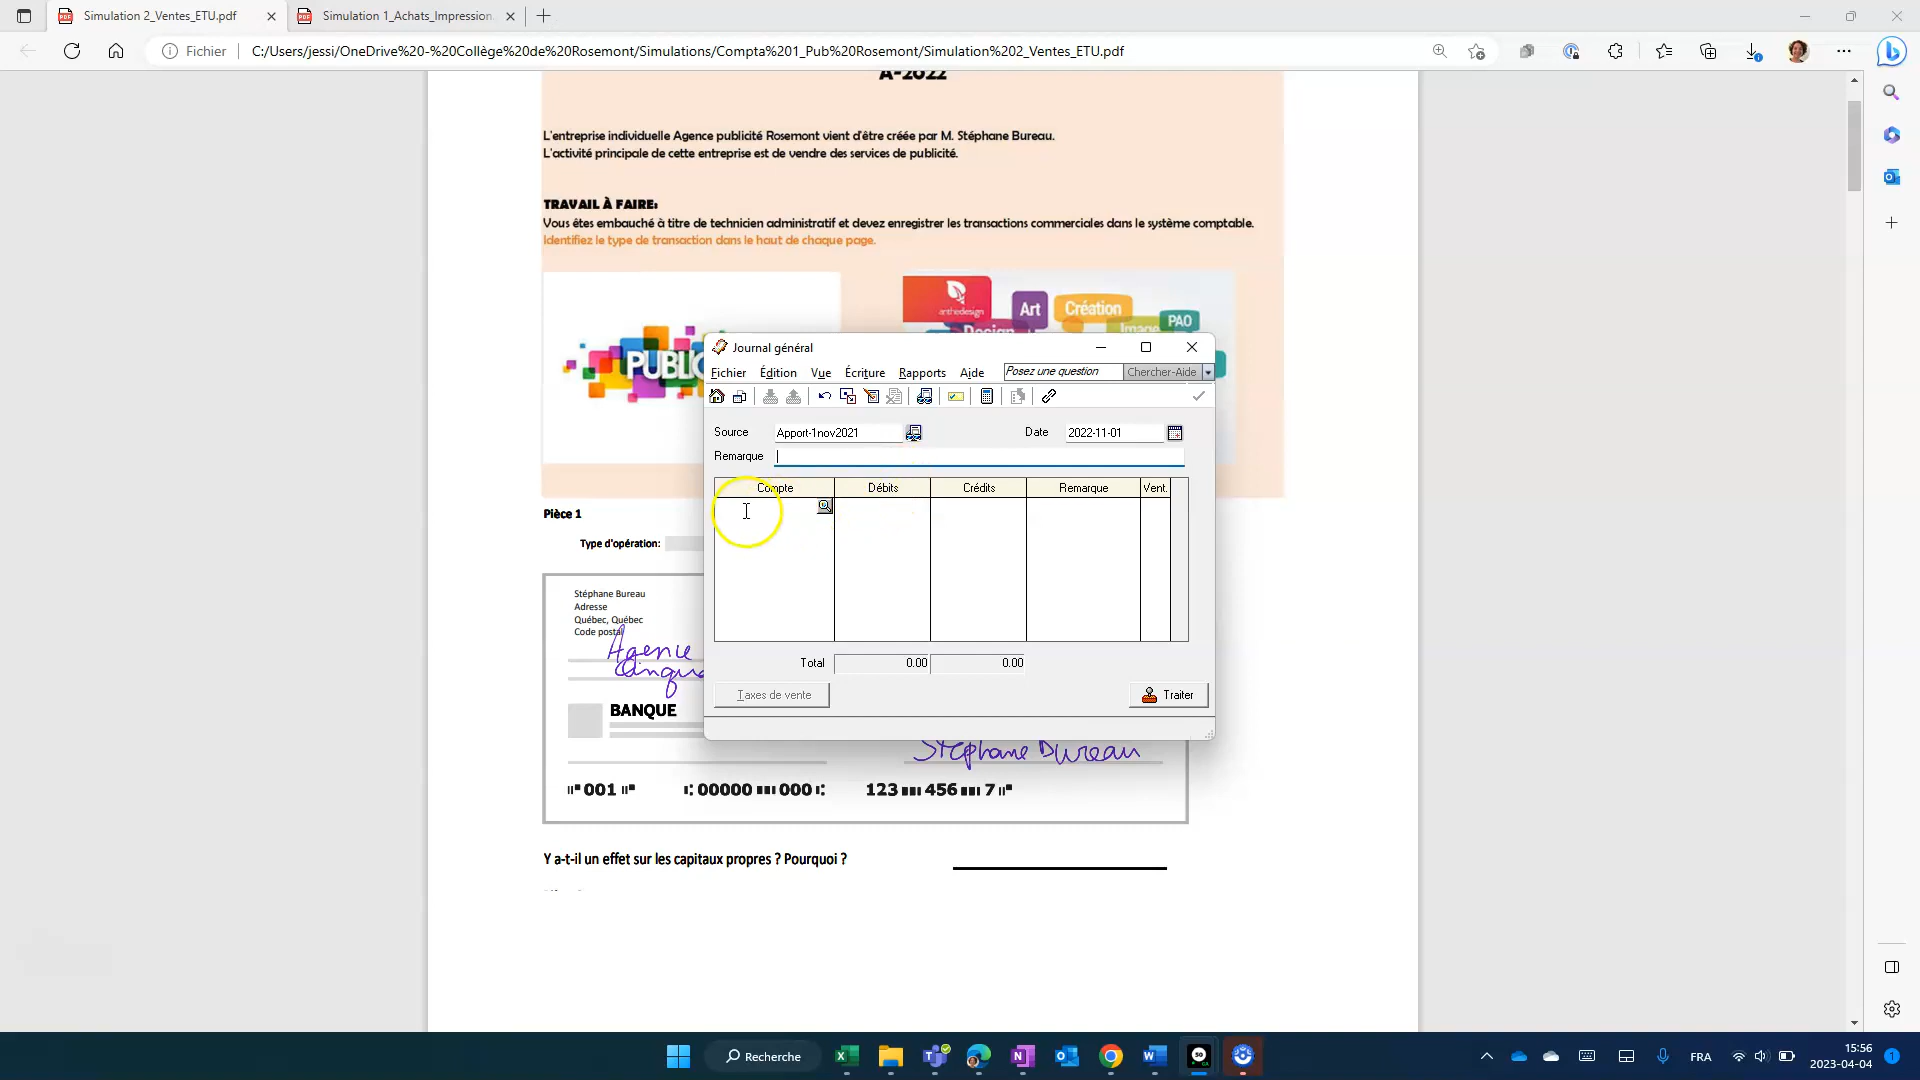 Simulation 2_Ventes_ETU.pdf
Simulation 1_Achats_Impression
Fichier
C:/Users/jessi/OneDrive%20-%20Collège%20de%20Rosemont/Simulations/Compta%201_Pub%20Rosemont/Simulation%202_Ventes_ETU.pdf
A-2022
L'entreprise individuelle Agence publicité Rosemont vient d'être créée par M. Stéphane Bureau.
L'activité principale de cette entreprise est de vendre des services de publicité.
TRAVAIL À FAIRE:
Vous êtes embauché à titre de technicien administratif et devez enregistrer les transactions commerciales dans le système comptable.
Identifiez le type de transaction dans le haut de chaque page.
anthedesign
Art
Création
PAO
Design
Image
PUBLIC
Journal général
Fichier Édition Vue Écriture Rapports Aide
Posez une question
Chercher-Aide
Source
Apport-1nov2021
Date
2022-11-01
Remarque
Compte Débits Crédits Remarque Vent.
Total 0.00 0.00
Taxes de vente
Traiter
Pièce 1
Type d'opération:
Stéphane Bureau
Adresse
Québec, Québec
Code postal
Agence
Cinqua
BANQUE
Stéphane Bureau
001 00000 000 123 456 7
Y a-t-il un effet sur les capitaux propres ? Pourquoi ?
Recherche
FRA
15:56
2023-04-04
1